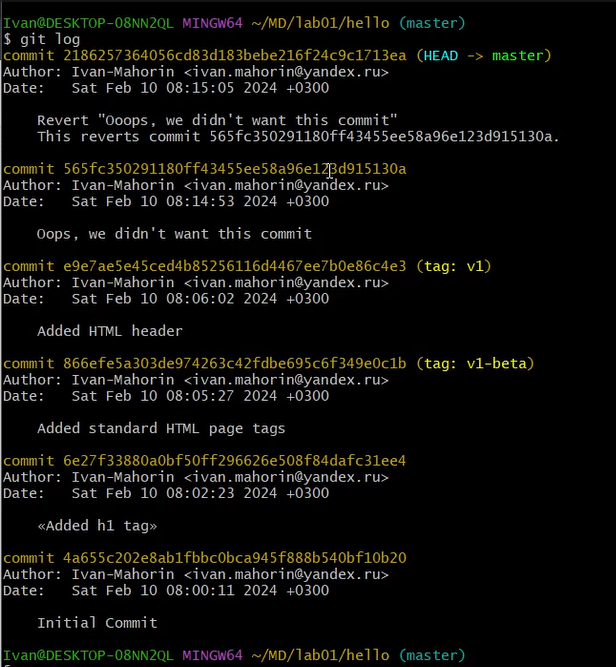 Ivan@DESKTOP-08NN2QL MINGW64 ~/MD/lab01/hello (master)
$ git log
commit 2186257364056cd83d183bebe216f24c9c1713ea (HEAD -> master)
Author: Ivan-Mahorin <ivan.mahorin@yandex.ru>
Date:   Sat Feb 10 08:15:05 2024 +0300
Revert "Ooops, we didn't want this commit"
This reverts commit 565fc350291180ff43455ee58a96e123d915130a.
commit 565fc350291180ff43455ee58a96e123d915130a
Author: Ivan-Mahorin <ivan.mahorin@yandex.ru>
Date:   Sat Feb 10 08:14:53 2024 +0300
Oops, we didn't want this commit
commit e9e7ae5e45ced4b85256116d4467ee7b0e86c4e3 (tag: v1)
Author: Ivan-Mahorin <ivan.mahorin@yandex.ru>
Date:   Sat Feb 10 08:06:02 2024 +0300
Added HTML header
commit 866efe5a303de974263c42fdbe695c6f349e0c1b (tag: v1-beta)
Author: Ivan-Mahorin <ivan.mahorin@yandex.ru>
Date:   Sat Feb 10 08:05:27 2024 +0300
Added standard HTML page tags
commit 6e27f33880a0bf50ff296626e508f84dafc31ee4
Author: Ivan-Mahorin <ivan.mahorin@yandex.ru>
Date:   Sat Feb 10 08:02:23 2024 +0300
«Added h1 tag»
commit 4a655c202e8ab1fbbc0bca945f888b540bf10b20
Author: Ivan-Mahorin <ivan.mahorin@yandex.ru>
Date:   Sat Feb 10 08:00:11 2024 +0300
Initial Commit
Ivan@DESKTOP-08NN2QL MINGW64 ~/MD/lab01/hello (master)